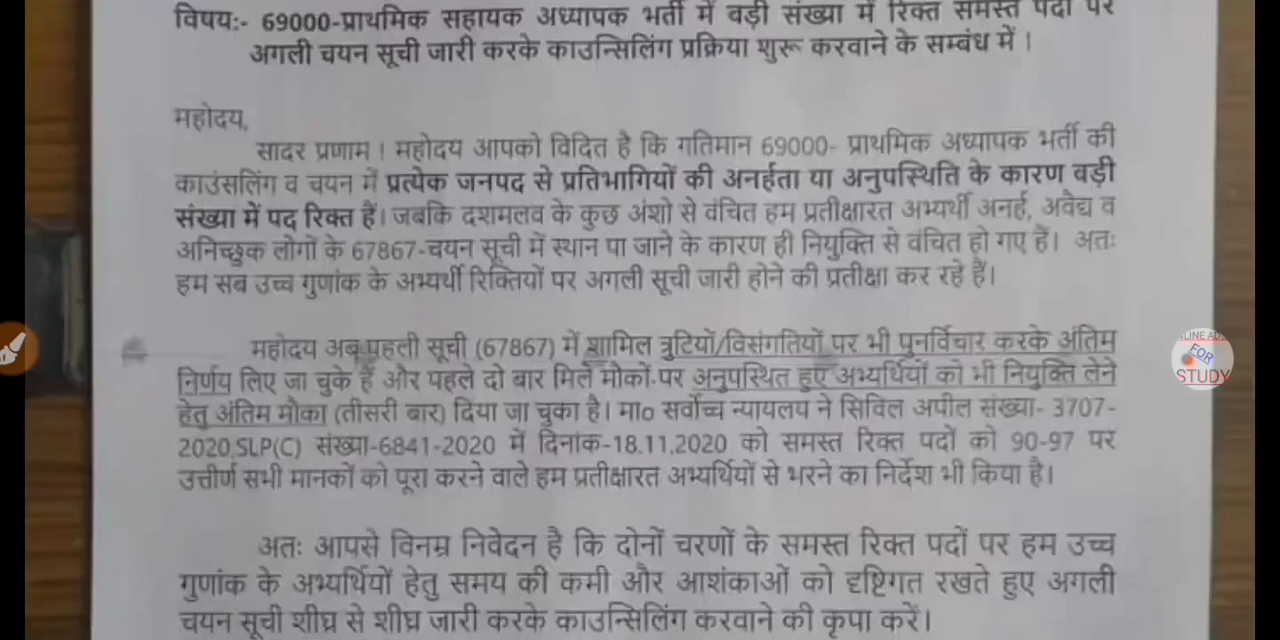 विषयः- 69000-प्राथमिक सहायक अध्यापक भर्ती में बड़ी संख्या में रिक्त समस्त पदों पर
अगली चयन सूची जारी करके काउन्सिलिंग प्रक्रिया शुरू करवाने के सम्बंध में।
महोदय,
सादर प्रणाम ! महोदय आपको विदित है कि गतिमान 69000- प्राथमिक अध्यापक भर्ती की
काउंसलिंग व चयन में प्रत्येक जनपद से प्रतिभागियों की अनर्हता या अनुपस्थिति के कारण बड़ी
संख्या में पद रिक्त हैं। जबकि दशमलव के कुछ अंशो से वंचित हम प्रतीक्षारत अभ्यर्थी अनर्ह, अवैद्य व
अनिच्छुक लोगों के 67867-चयन सूची में स्थान पा जाने के कारण ही नियुक्ति से वंचित हो गए हैं। अतः
हम सब उच्च गुणांक के अभ्यर्थी रिक्तियों पर अगली सूची जारी होने की प्रतीक्षा कर रहे हैं।
महोदय अब पहली सूची (67867) में शामिल त्रुटियों/विसंगतियों पर भी पुनर्विचार करके अंतिम
निर्णय लिए जा चुके हैं और पहले दो बार मिले मौकों पर अनुपस्थित हुए अभ्यर्थियों को भी नियुक्ति लेने
हेतु अंतिम मौका (तीसरी बार) दिया जा चुका है। मा० सर्वोच्च न्यायलय ने सिविल अपील संख्या- 3707-
2020,SLP(C) संख्या-6841-2020 में दिनांक-18.11.2020 को समस्त रिक्त पदों को 90-97 पर
उत्तीर्ण सभी मानकों को पूरा करने वाले हम प्रतीक्षारत अभ्यर्थियों से भरने का निर्देश भी किया है।
अतः आपसे विनम्र निवेदन है कि दोनों चरणों के समस्त रिक्त पदों पर हम उच्च
गुणांक के अभ्यर्थियों हेतु समय की कमी और आशंकाओं को दृष्टिगत रखते हुए अगली
चयन सूची शीघ्र से शीघ्र जारी करके काउन्सिलिंग करवाने की कृपा करें।
FOR
STUDY